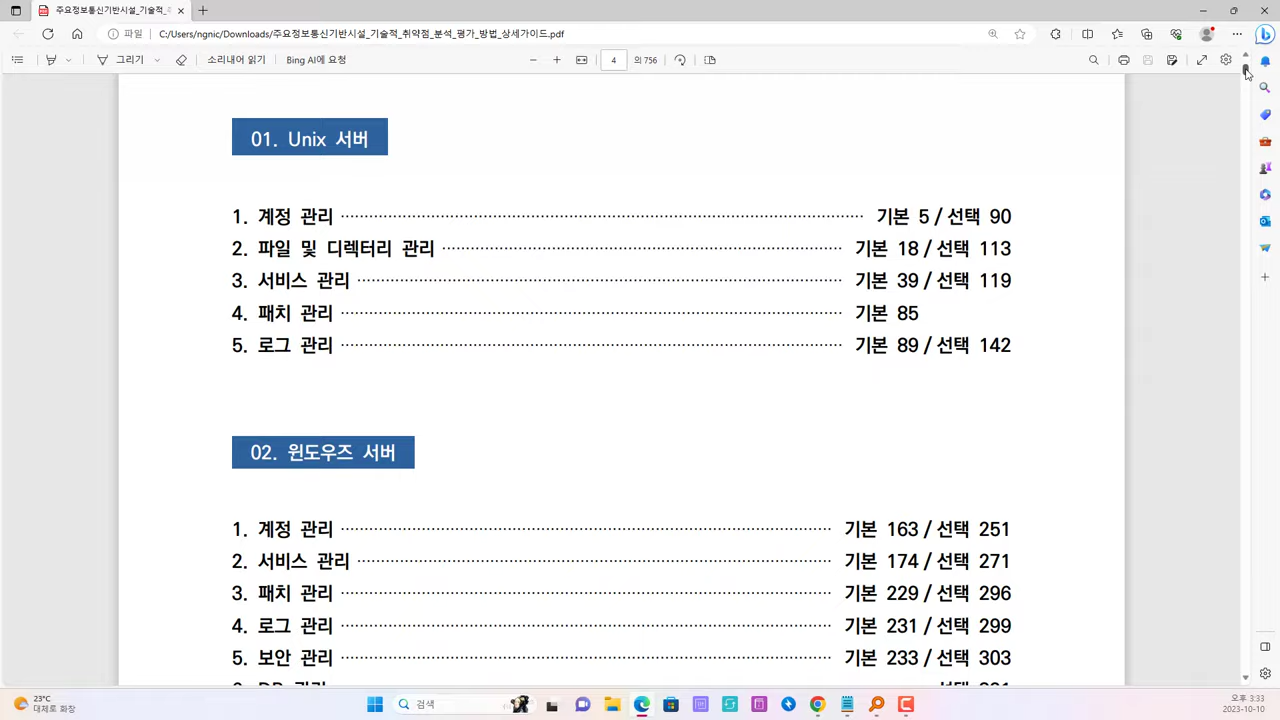 주요정보통신기반시설_기술적_
파일
C:/Users/ngnic/Downloads/주요정보통신기반시설_기술적_취약점_분석_평가_방법_상세가이드.pdf
그리기
소리내어 읽기
Bing AI에 요청
4
의 756
01. Unix 서버
1. 계정 관리 기본 5 / 선택 90
2. 파일 및 디렉터리 관리 기본 18 / 선택 113
3. 서비스 관리 기본 39 / 선택 119
4. 패치 관리 기본 85
5. 로그 관리 기본 89 / 선택 142
02. 윈도우즈 서버
1. 계정 관리 기본 163 / 선택 251
2. 서비스 관리 기본 174 / 선택 271
3. 패치 관리 기본 229 / 선택 296
4. 로그 관리 기본 231 / 선택 299
5. 보안 관리 기본 233 / 선택 303
23°C
대체로 흐림
검색
오후 3:33
2023-10-10